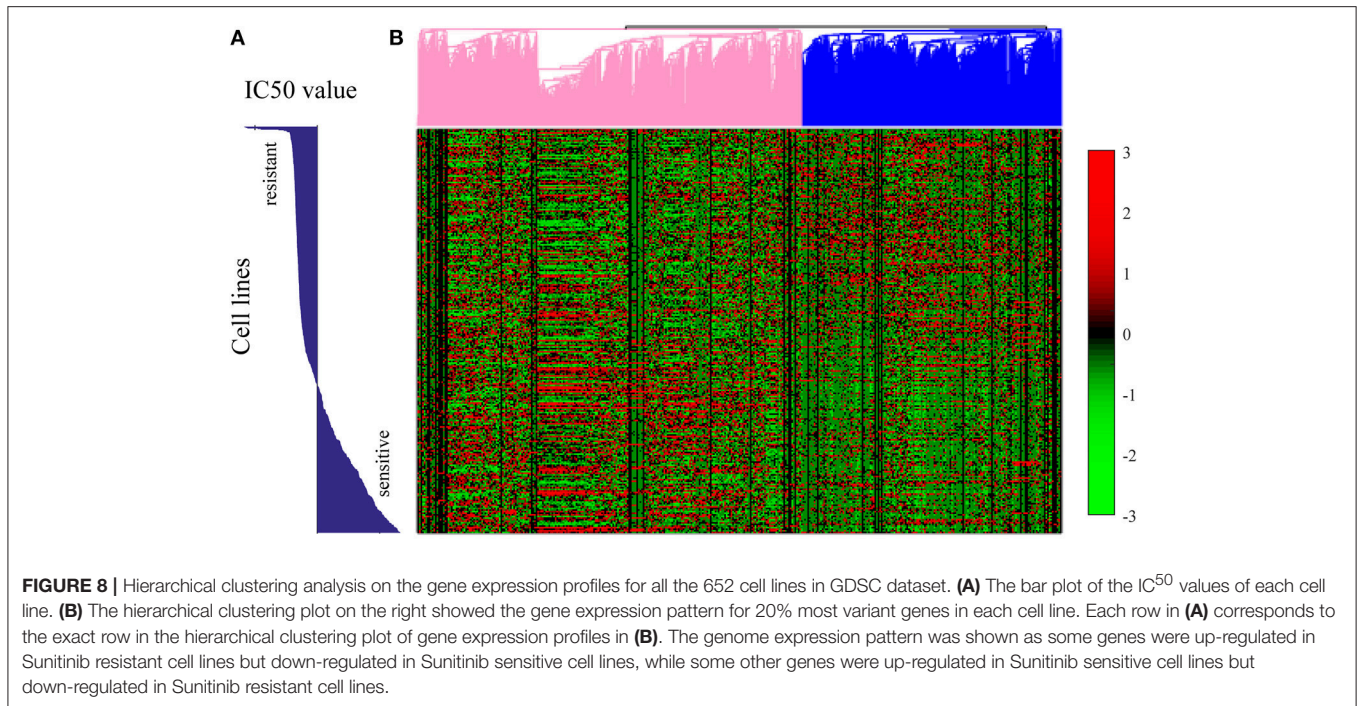 A
B
IC50 value
resistant
Cell lines
sensitive
3
2
1
0
-1
-2
-3
FIGURE 8 | Hierarchical clustering analysis on the gene expression profiles for all the 652 cell lines in GDSC dataset. (A) The bar plot of the IC50 values of each cell
line. (B) The hierarchical clustering plot on the right showed the gene expression pattern for 20% most variant genes in each cell line. Each row in (A) corresponds to
the exact row in the hierarchical clustering plot of gene expression profiles in (B). The genome expression pattern was shown as some genes were up-regulated in
Sunitinib resistant cell lines but down-regulated in Sunitinib sensitive cell lines, while some other genes were up-regulated in Sunitinib sensitive cell lines but
down-regulated in Sunitinib resistant cell lines.